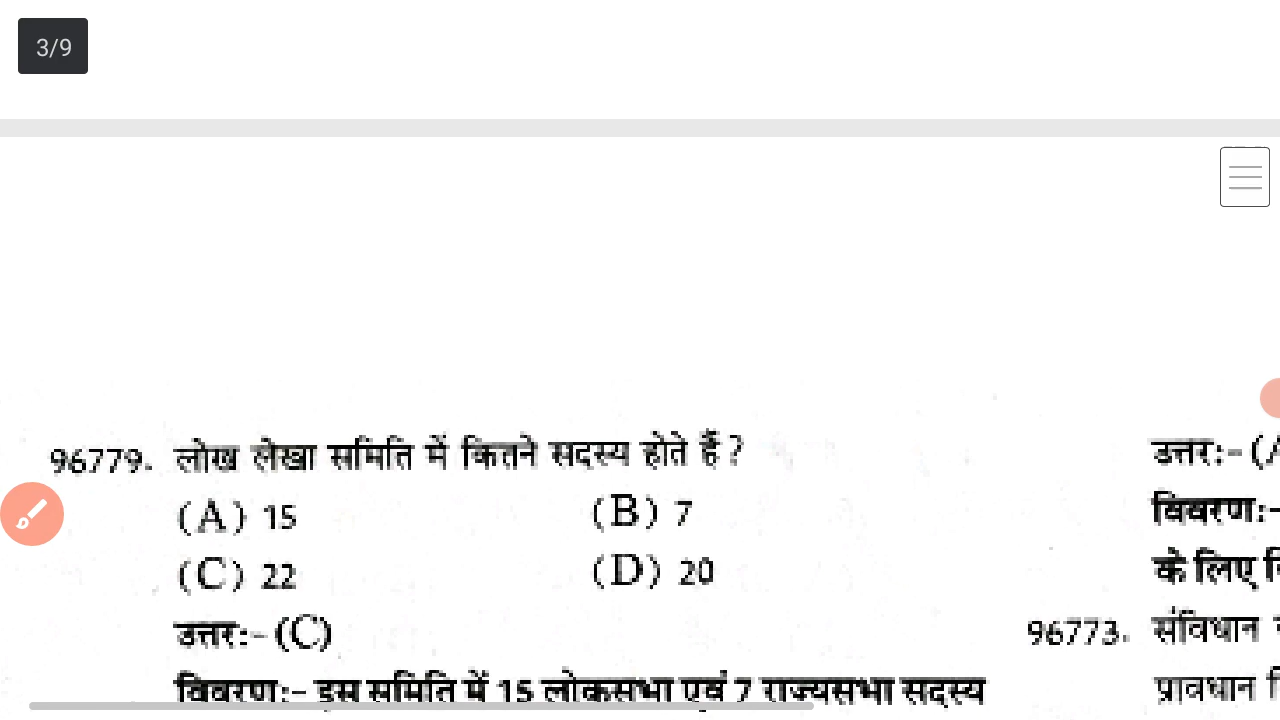 3/9
96779. लोख लेखा समिति में कितने सदस्य होते हैं ?
(A) 15 (B) 7
(C) 22 (D) 20
उत्तर:– (C)
विवरण:– इस समिति में 15 लोकसभा एवं 7 राज्यसभा सदस्य
उत्तर:– (A
विवरण:–
के लिए
96773. संविधान
प्रावधान